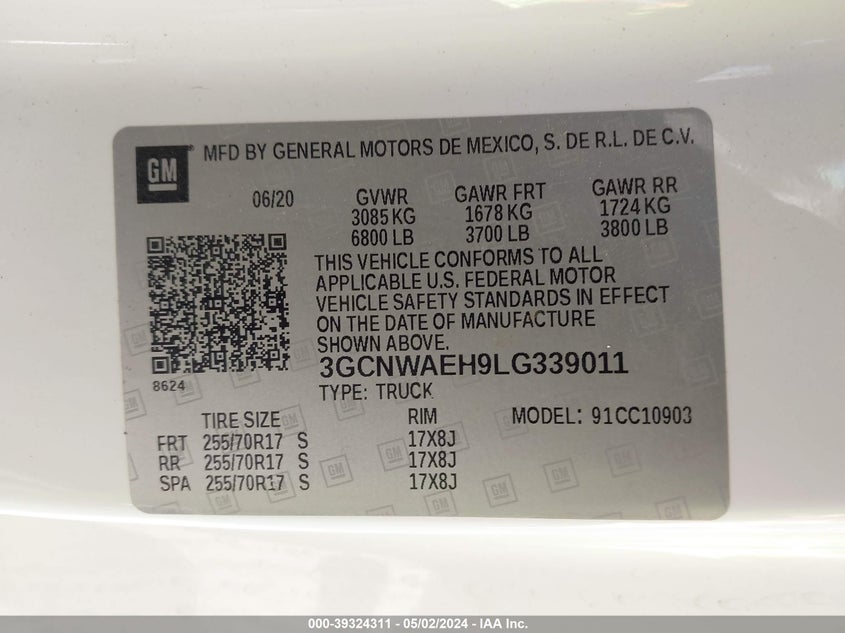 GM MFD BY GENERAL MOTORS DE MEXICO, S. DE R.L. DE C.V.
06/20 GVWR GAWR FRT GAWR RR
3085 KG 1678 KG 1724 KG
6800 LB 3700 LB 3800 LB
THIS VEHICLE CONFORMS TO ALL
APPLICABLE U.S. FEDERAL MOTOR
VEHICLE SAFETY STANDARDS IN EFFECT
ON THE DATE OF MANUFACTURE
SHOWN ABOVE.
3GCNWAEH9LG339011
8624 TYPE: TRUCK
TIRE SIZE RIM MODEL: 91CC10903
FRT 255/70R17 S 17X8J
RR 255/70R17 S 17X8J
SPA 255/70R17 S 17X8J
000-39324311 - 05/02/2024 - IAA Inc.